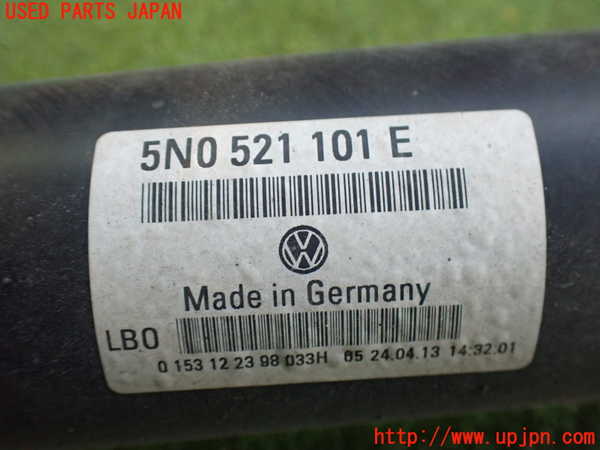 USED PARTS JAPAN
5N0 521 101 E
Made in Germany
LB0
0 153 12 23 98 033H 05 24.04.13 14:32.01
http://www.upjpn.com/